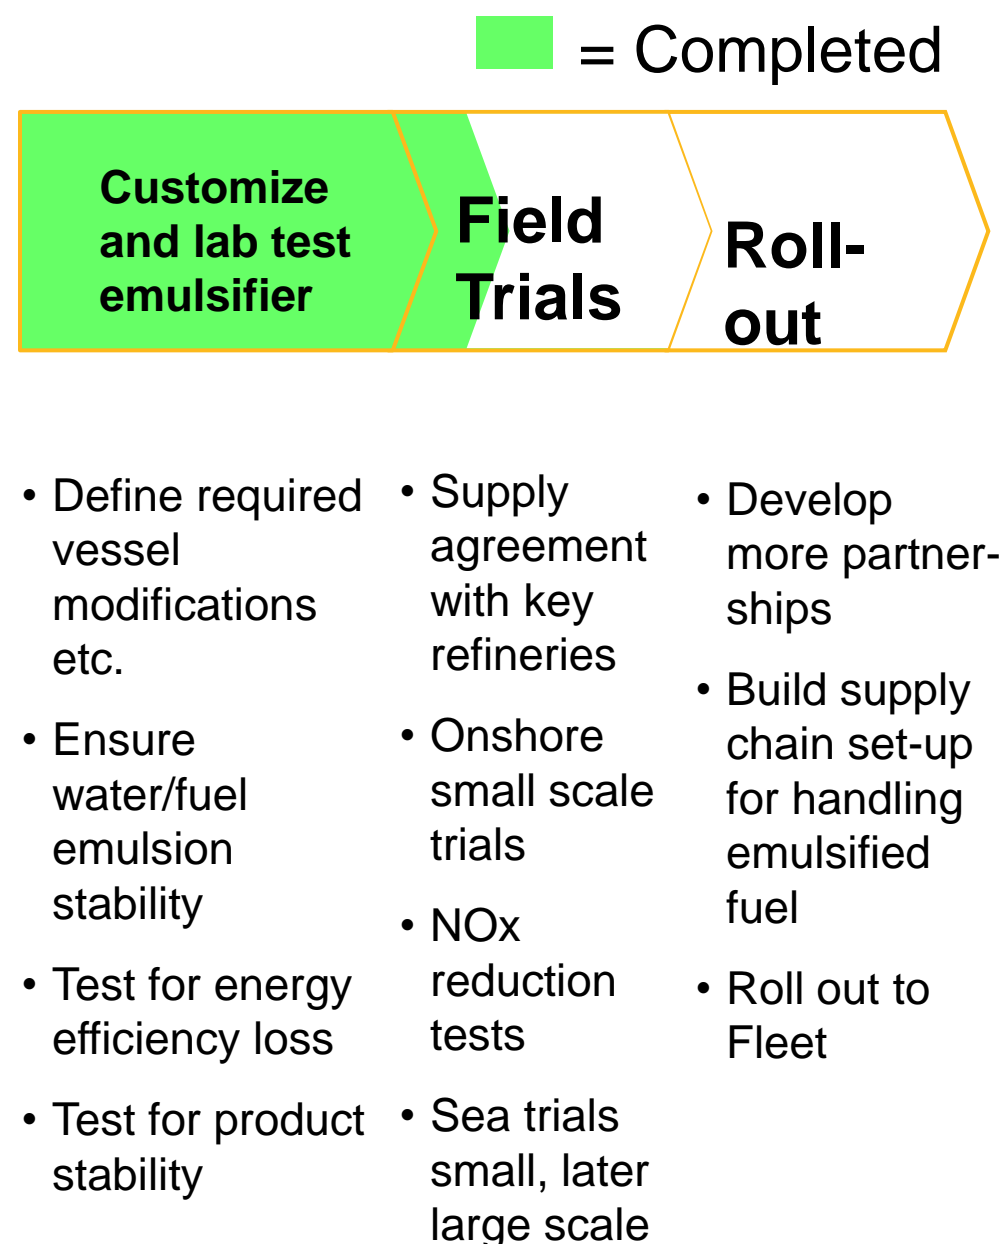 = Completed
Customize
and lab test
emulsifier
Field
Trials
Roll-
out
• Define required
vessel
modifications
etc.
• Ensure
water/fuel
emulsion
stability
• Test for energy
efficiency loss
• Test for product
stability
• Supply
agreement
with key
refineries
• Onshore
small scale
trials
• NOx
reduction
tests
• Sea trials
small, later
large scale
• Develop
more partner-
ships
• Build supply
chain set-up
for handling
emulsified
fuel
• Roll out to
Fleet